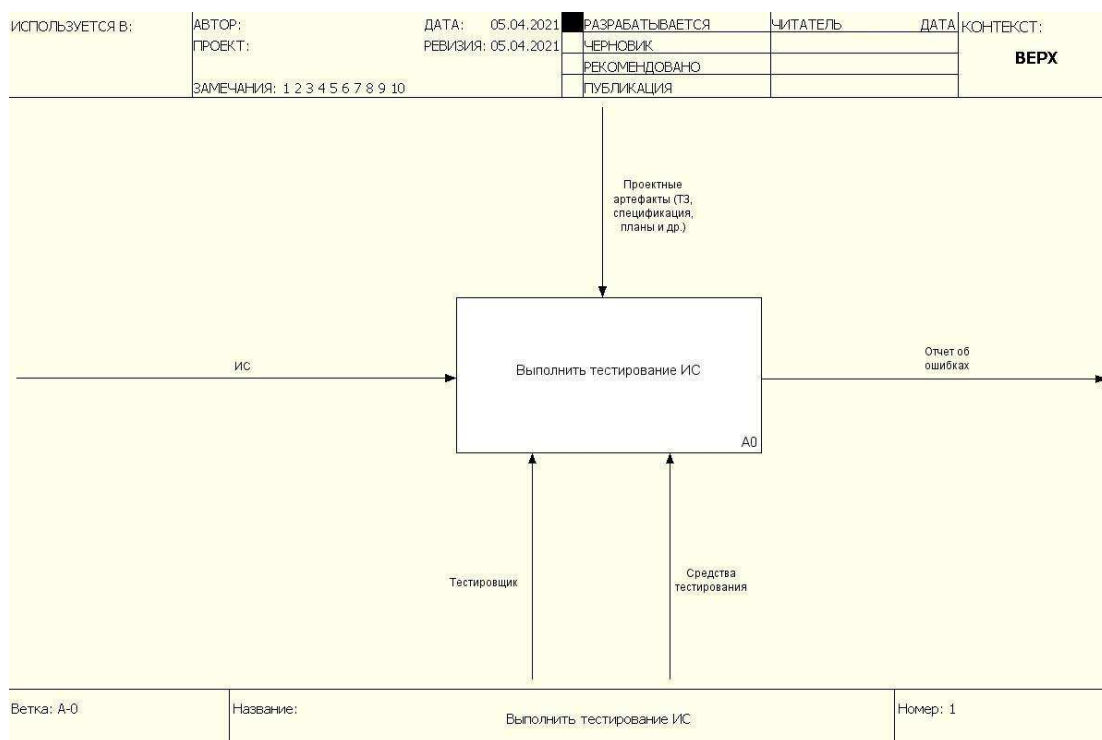 ИСПОЛЬЗУЕТСЯ В:
АВТОР:
ДАТА: 05.04.2021
ПРОЕКТ:
РЕВИЗИЯ: 05.04.2021
ЗАМЕЧАНИЯ: 1 2 3 4 5 6 7 8 9 10
РАЗРАБАТЫВАЕТСЯ
ЧЕРНОВИК
РЕКОМЕНДОВАНО
ПУБЛИКАЦИЯ
ЧИТАТЕЛЬ
ДАТА
КОНТЕКСТ:
ВЕРХ
Проектные
артефакты (ТЗ,
спецификация,
планы и др.)
ИС
Выполнить тестирование ИС
A0
Отчет об
ошибках
Тестировщик
Средства
тестирования
Ветка: A-0
Название:
Выполнить тестирование ИС
Номер: 1